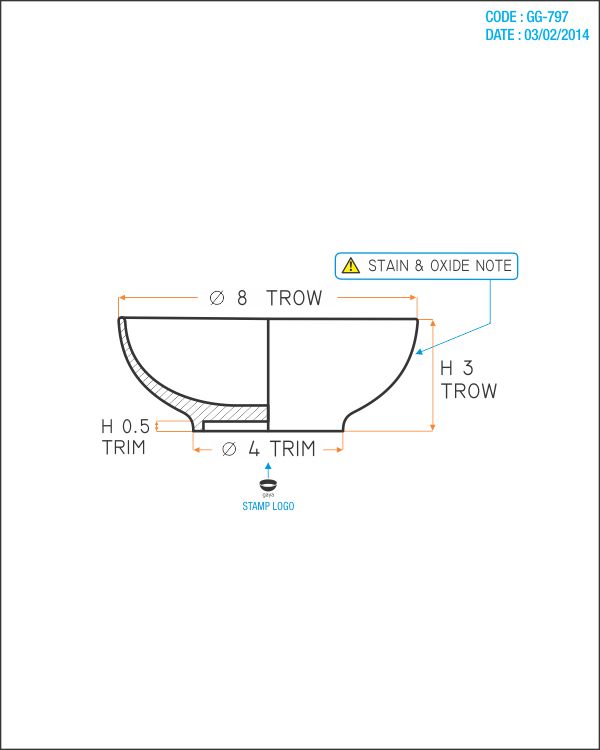 CODE : GG-797
DATE : 03/02/2014
STAIN & OXIDE NOTE
Ø 8 TROW
H 3
TROW
H 0.5
TRIM
Ø 4 TRIM
gaya
STAMP LOGO